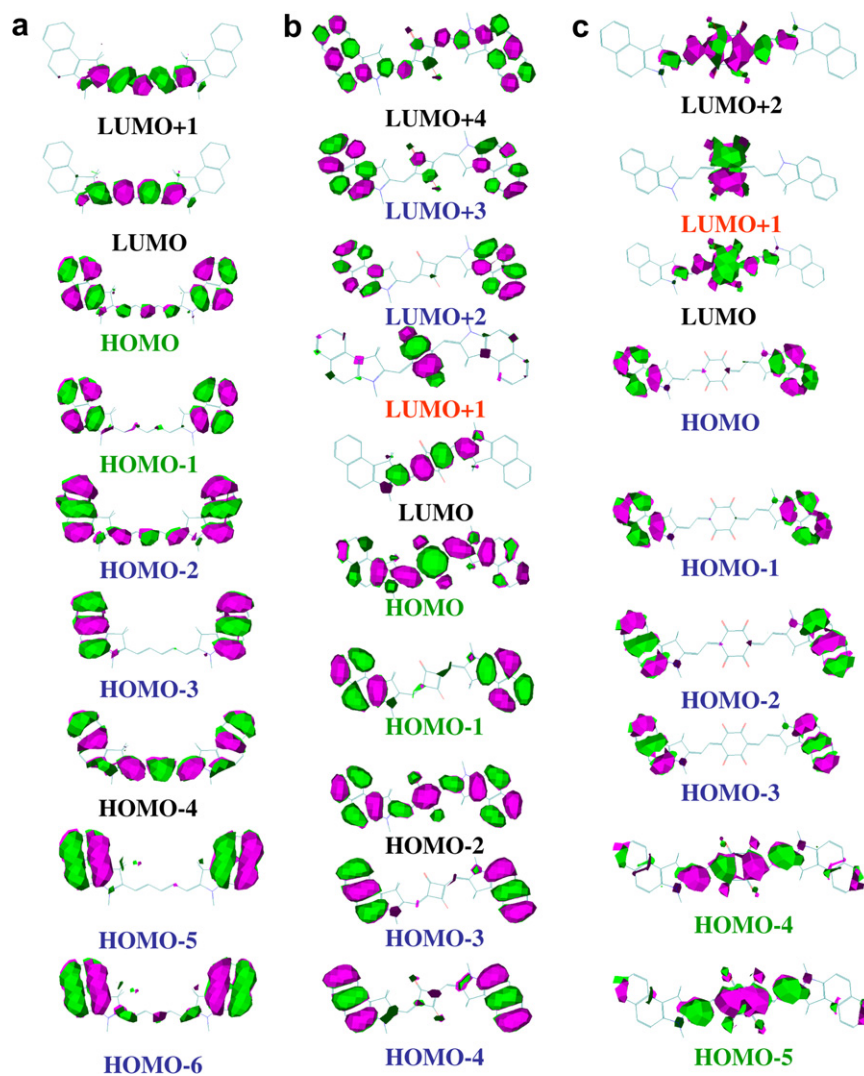 a
LUMO+1
LUMO
HOMO
HOMO-1
HOMO-2
HOMO-3
HOMO-4
HOMO-5
HOMO-6
b
LUMO+4
LUMO+3
LUMO+2
LUMO+1
LUMO
HOMO
HOMO-1
HOMO-2
HOMO-3
HOMO-4
c
LUMO+2
LUMO+1
LUMO
HOMO
HOMO-1
HOMO-2
HOMO-3
HOMO-4
HOMO-5